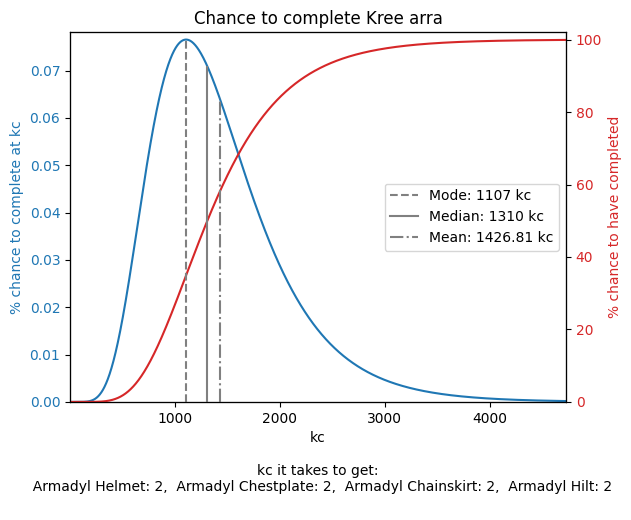 Chance to complete Kree arra
0.07
0.06
0.05
0.04
0.03
0.02
0.01
0.00
% chance to complete at kc
100
80
60
40
20
0
% chance to have completed
Mode: 1107 kc
Median: 1310 kc
Mean: 1426.81 kc
1000 2000 3000 4000
kc
kc it takes to get:
Armadyl Helmet: 2,  Armadyl Chestplate: 2,  Armadyl Chainskirt: 2,  Armadyl Hilt: 2